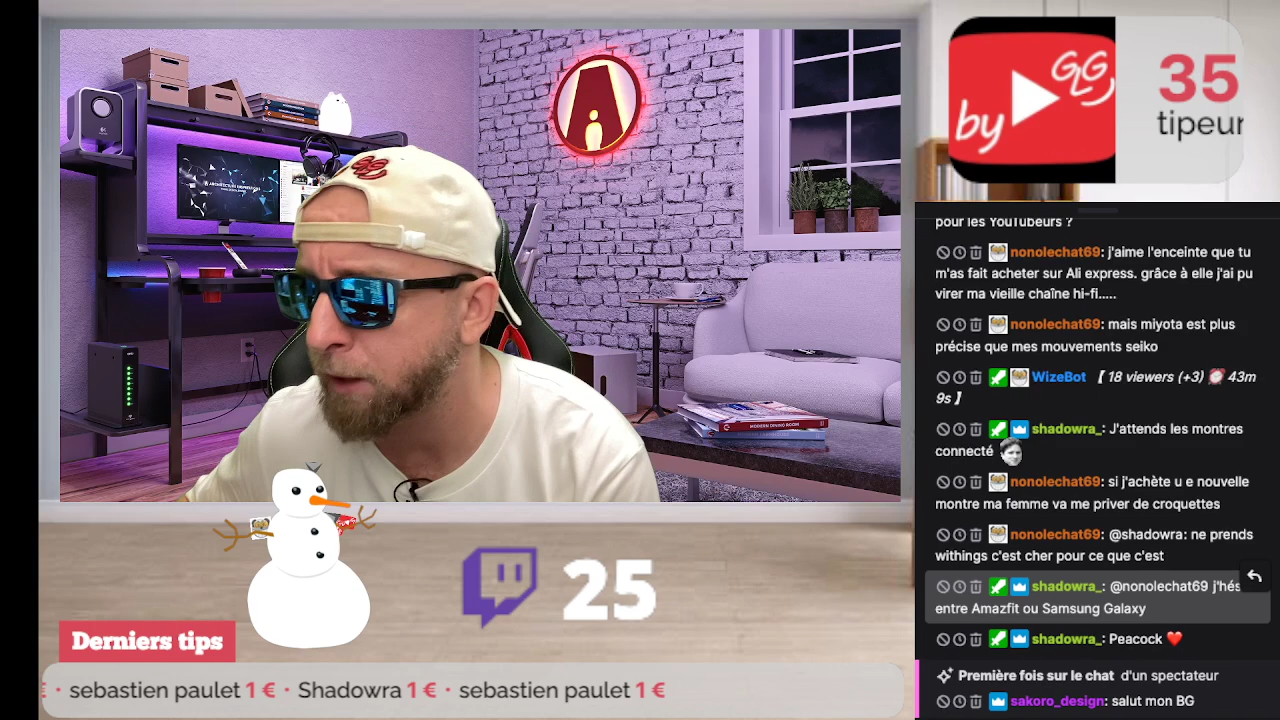 by GGJ
35
tipeur
pour les YouTubeurs ?
nonolechat69: j'aime l'enceinte que tu
m'as fait acheter sur Ali express. grâce à elle j'ai pu
virer ma vieille chaîne hi-fi.....
nonolechat69: mais miyota est plus
précise que mes mouvements seiko
WizeBot 【 18 viewers (+3) ⏰ 43m
9s 】
shadowra_: J'attends les montres
connecté
nonolechat69: si j'achète u e nouvelle
montre ma femme va me priver de croquettes
nonolechat69: @shadowra: ne prends
withings c'est cher pour ce que c'est
shadowra_: @nonolechat69 j'hés
entre Amazfit ou Samsung Galaxy
shadowra_: Peacock ❤️
Première fois sur le chat d'un spectateur
sakoro_design: salut mon BG
MODERN DINING ROOM
25
Derniers tips
€ · sebastien paulet 1 € · Shadowra 1 € · sebastien paulet 1 €